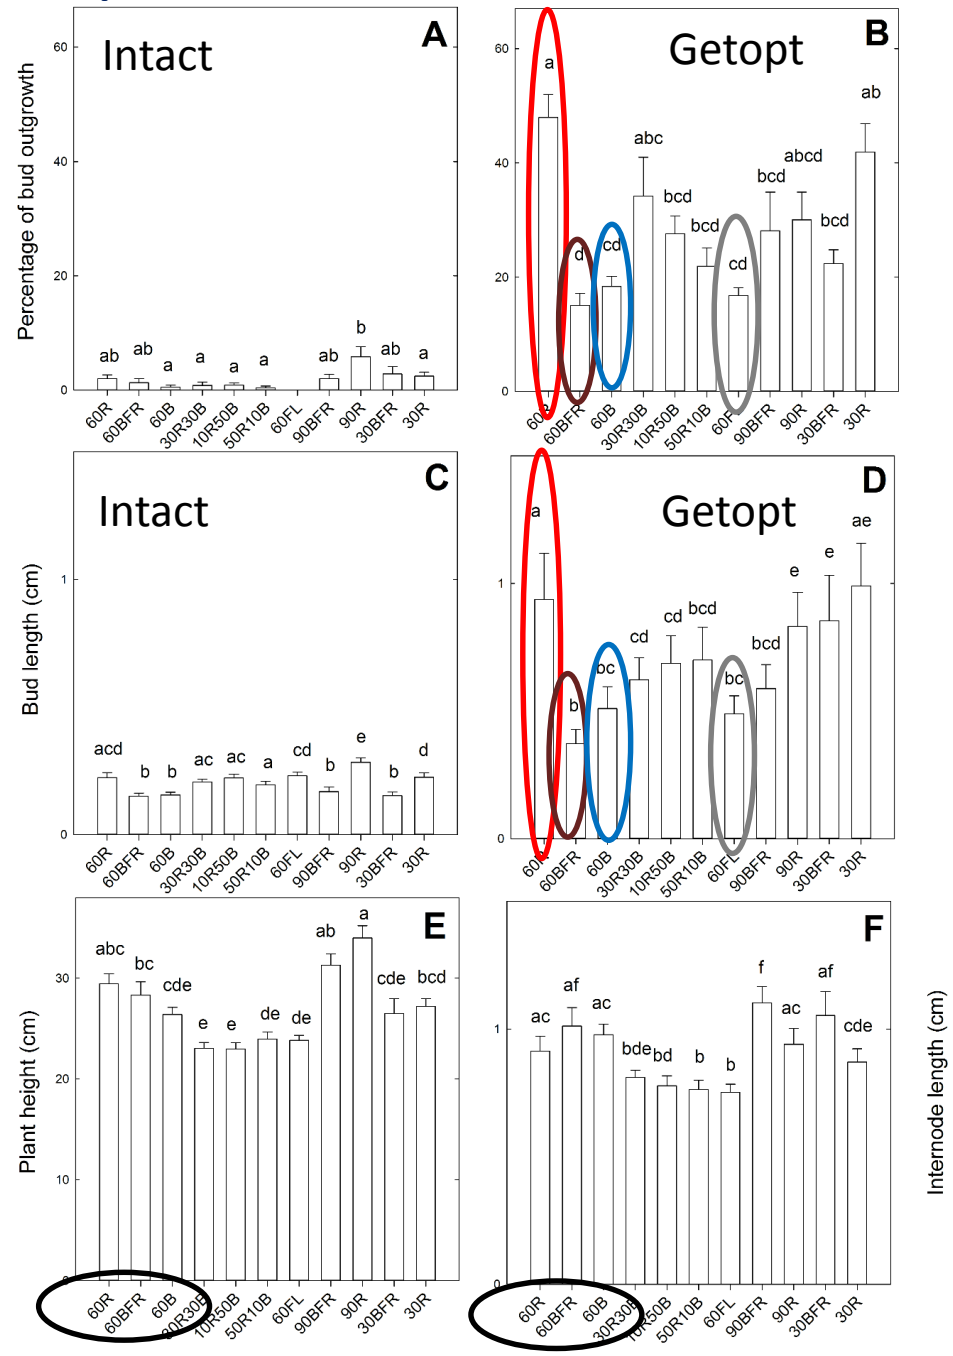 A
Intact
Percentage of bud outgrowth
60
40
20
0
ab
ab
a
a
a
a
ab
b
ab
a
60R
60BFR
60B
30R30B
10R50B
50R10B
60FL
90BFR
90R
30BFR
30R
B
Getopt
60
40
20
0
a
d
cd
abc
bcd
bcd
cd
bcd
abcd
bcd
ab
60R
60BFR
60B
30R30B
10R50B
50R10B
60FL
90BFR
90R
30BFR
30R
C
Intact
Bud length (cm)
1
0
acd
b
b
ac
ac
a
cd
b
e
b
d
60R
60BFR
60B
30R30B
10R50B
50R10B
60FL
90BFR
90R
30BFR
30R
D
Getopt
1
0
a
b
bc
cd
cd
bcd
bc
bcd
e
e
ae
60R
60BFR
60B
30R30B
10R50B
50R10B
60FL
90BFR
90R
30BFR
30R
E
Plant height (cm)
30
20
10
0
abc
bc
cde
e
e
de
de
ab
a
cde
bcd
60R
60BFR
60B
30R30B
10R50B
50R10B
60FL
90BFR
90R
30BFR
30R
F
Internode length (cm)
1
0
ac
af
ac
bde
bd
b
b
f
ac
af
cde
60R
60BFR
60B
30R30B
10R50B
50R10B
60FL
90BFR
90R
30BFR
30R